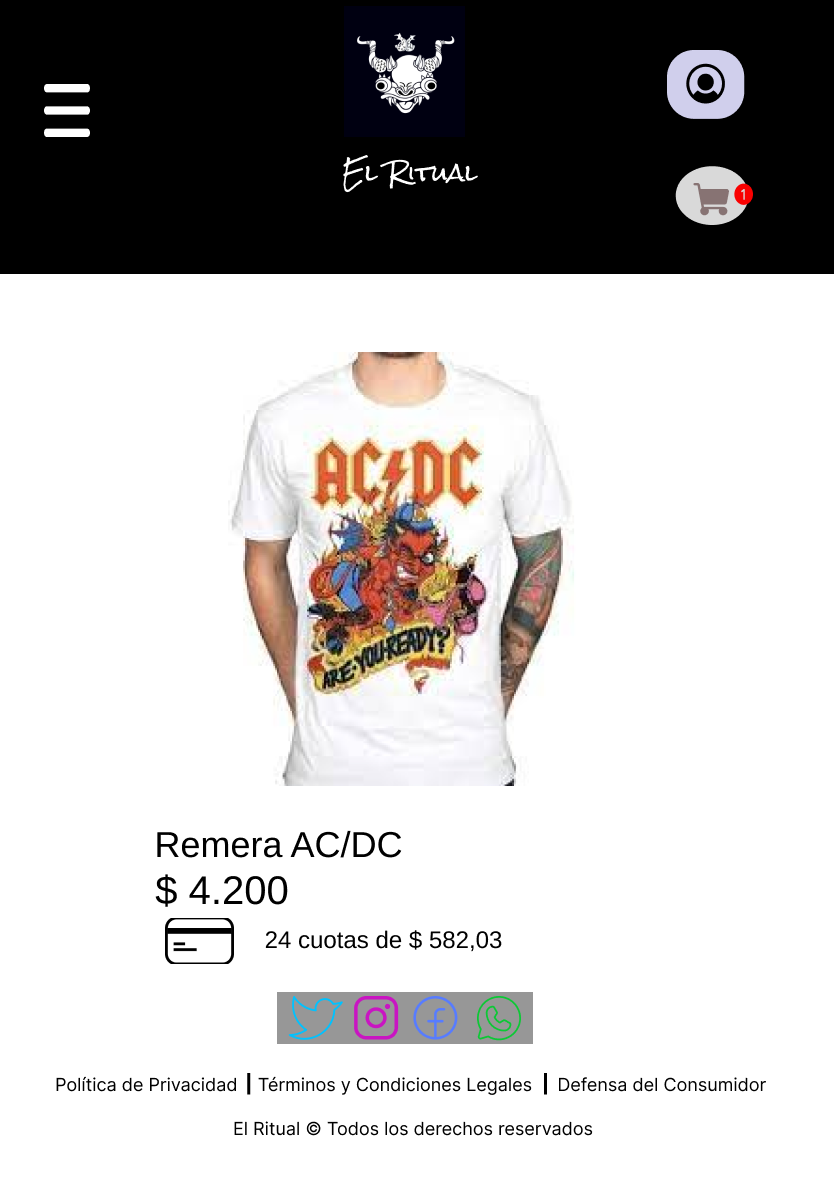 El Ritual
1
AC/DC
ARE·YOU·READY?
Remera AC/DC
$ 4.200
24 cuotas de $ 582,03
Política de Privacidad | Términos y Condiciones Legales | Defensa del Consumidor
El Ritual © Todos los derechos reservados